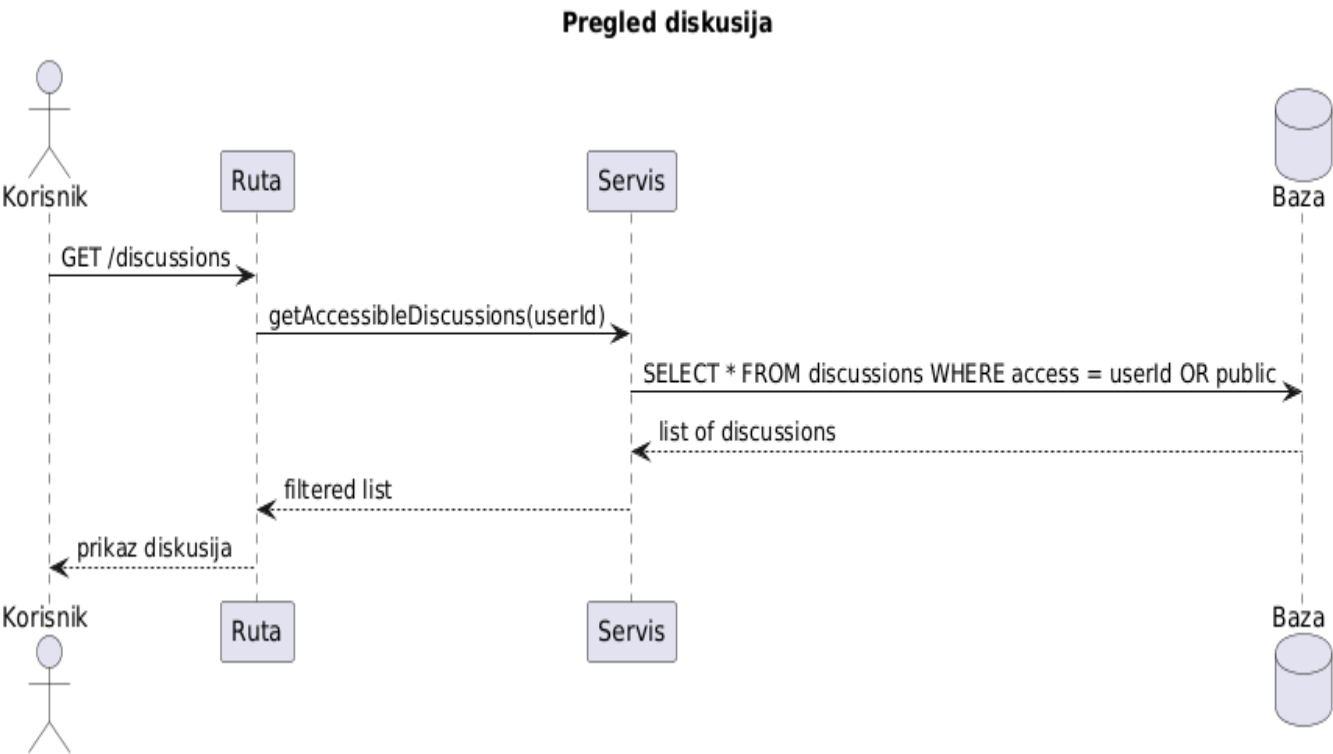 Pregled diskusija
Korisnik
Ruta
Servis
Baza
GET /discussions
getAccessibleDiscussions(userId)
SELECT * FROM discussions WHERE access = userId OR public
list of discussions
filtered list
prikaz diskusija
Korisnik
Ruta
Servis
Baza